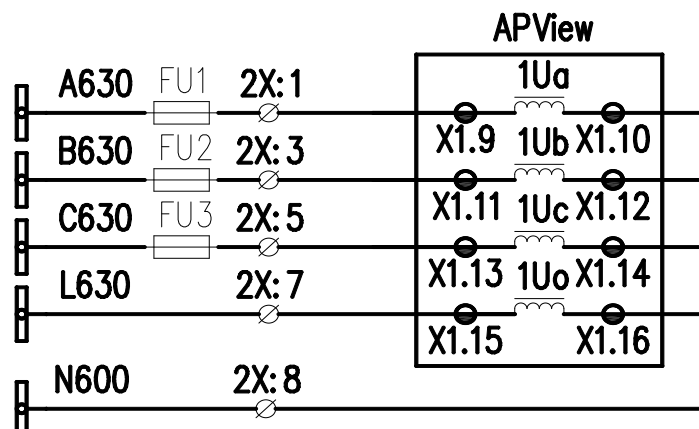 APView
A630 FU1 2X:1 1Ua
X1.9 X1.10
B630 FU2 2X:3 1Ub
X1.11 X1.12
C630 FU3 2X:5 1Uc
X1.13 X1.14
L630 2X:7 1Uo
X1.15 X1.16
N600 2X:8